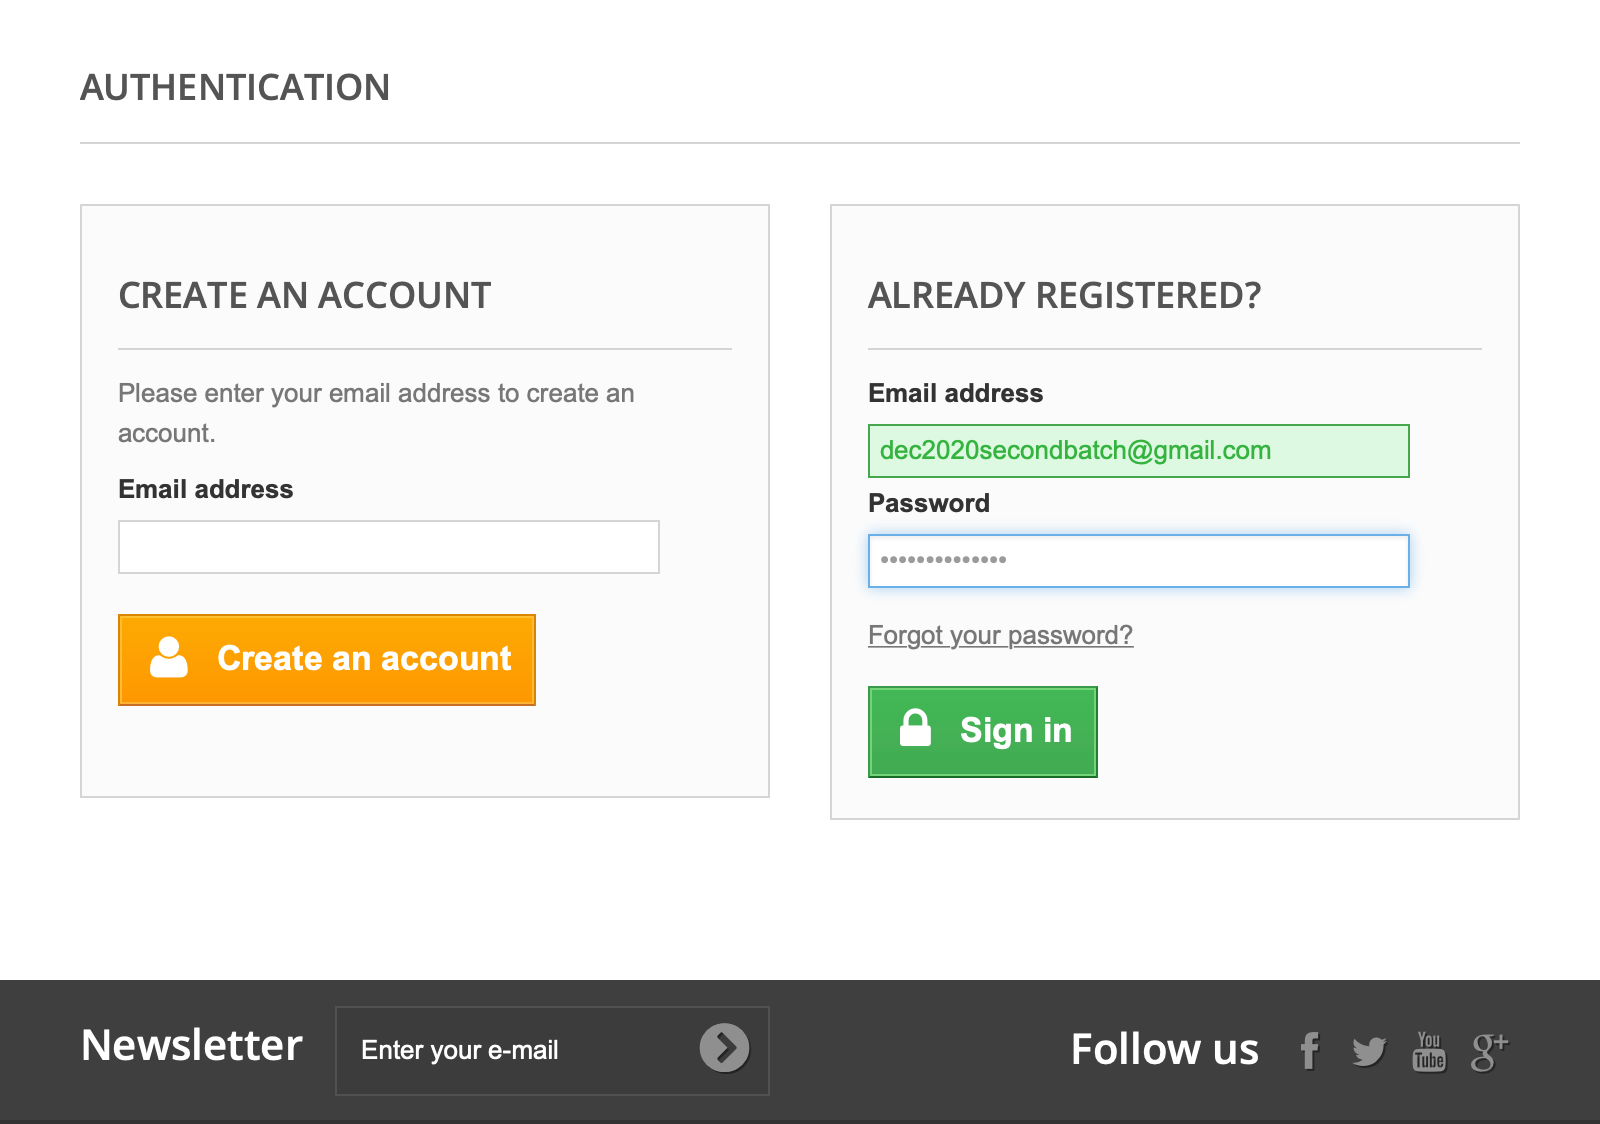 AUTHENTICATION
CREATE AN ACCOUNT
Please enter your email address to create an
account.
Email address
Create an account
ALREADY REGISTERED?
Email address
dec2020secondbatch@gmail.com
Password
••••••••••••••
Forgot your password?
Sign in
Newsletter
Enter your e-mail
Follow us
You
Tube
g+